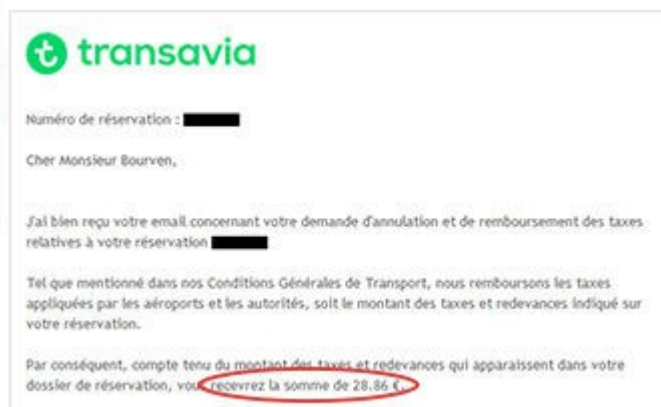 transavia
Numéro de réservation :
Cher Monsieur Bourven,
J'ai bien reçu votre email concernant votre demande d'annulation et de remboursement des taxes
relatives à votre réservation
Tel que mentionné dans nos Conditions Générales de Transport, nous remboursons les taxes
appliquées par les aéroports et les autorités, soit le montant des taxes et redevances indiqué sur
votre réservation.
Par conséquent, compte tenu du montant des taxes et redevances qui apparaissent dans votre
dossier de réservation, vous recevrez la somme de 28.86 €.